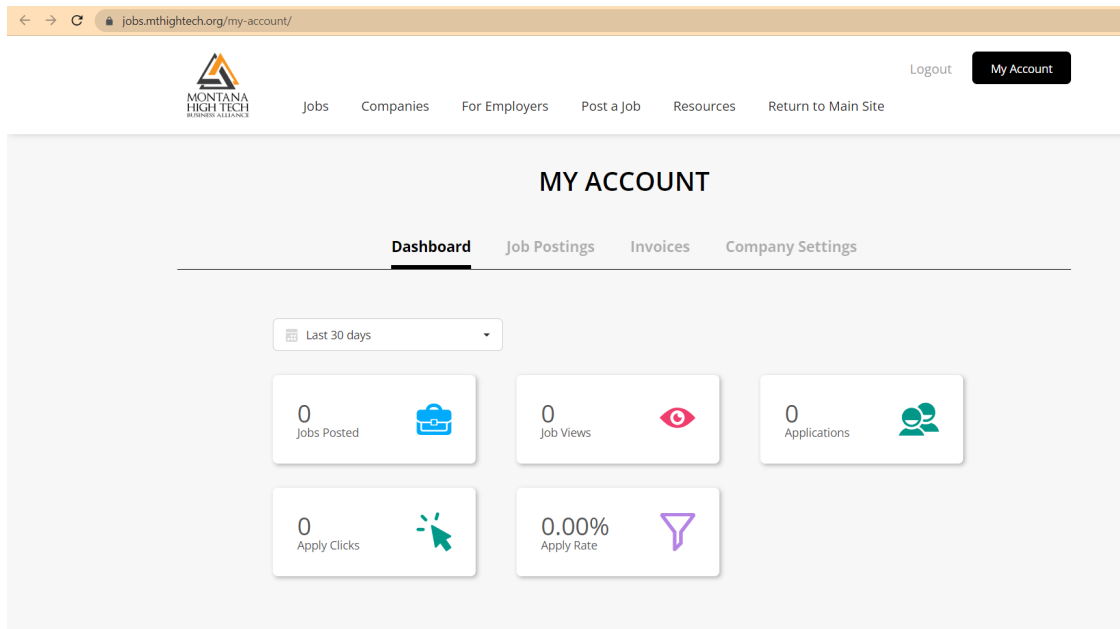 jobs.mthightech.org/my-account/
Logout
My Account
MONTANA
HIGH TECH
BUSINESS ALLIANCE
Jobs Companies For Employers Post a Job Resources Return to Main Site
MY ACCOUNT
Dashboard Job Postings Invoices Company Settings
Last 30 days
0
Jobs Posted
0
Job Views
0
Applications
0
Apply Clicks
0.00%
Apply Rate